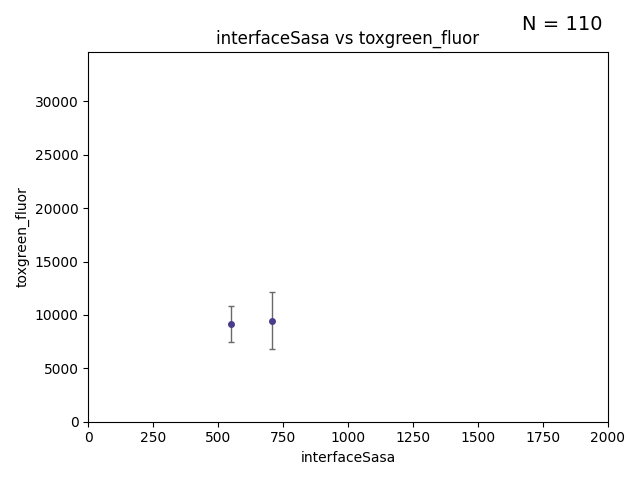 N = 110
interfaceSasa vs toxgreen_fluor
30000
25000
20000
15000
10000
5000
0
toxgreen_fluor
0 250 500 750 1000 1250 1500 1750 2000
interfaceSasa